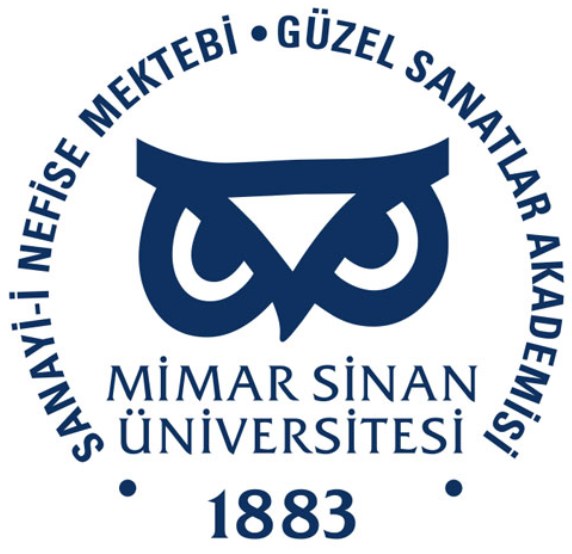 SANAYİ-İ NEFİSE MEKTEBİ • GÜZEL SANATLAR AKADEMİSİ
MİMAR SİNAN
ÜNİVERSİTESİ
• 1883 •